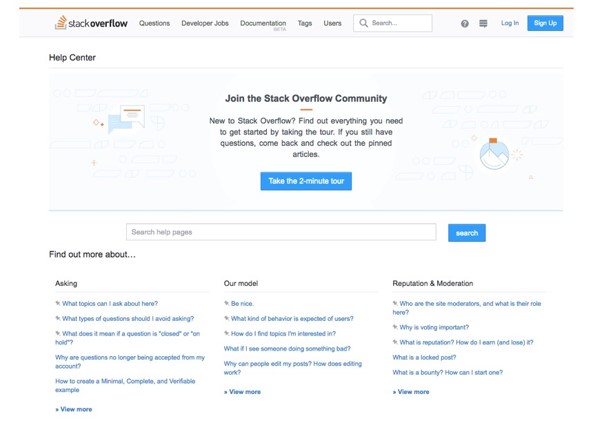 stackoverflow Questions Developer Jobs Documentation Tags Users Search... Log In Sign Up
BETA
Help Center
Join the Stack Overflow Community
New to Stack Overflow? Find out everything you need
to get started by taking the tour. If you still have
questions, come back and check out the pinned
articles.
Take the 2-minute tour
Search help pages search
Find out more about…
Asking
What topics can I ask about here?
What types of questions should I avoid asking?
What does it mean if a question is "closed" or "on
hold"?
Why are questions no longer being accepted from my
account?
How to create a Minimal, Complete, and Verifiable
example
» View more
Our model
Be nice.
What kind of behavior is expected of users?
How do I find topics I'm interested in?
What if I see someone doing something bad?
Why can people edit my posts? How does editing
work?
» View more
Reputation & Moderation
Who are the site moderators, and what is their role
here?
Why is voting important?
What is reputation? How do I earn (and lose) it?
What is a locked post?
What is a bounty? How can I start one?
» View more